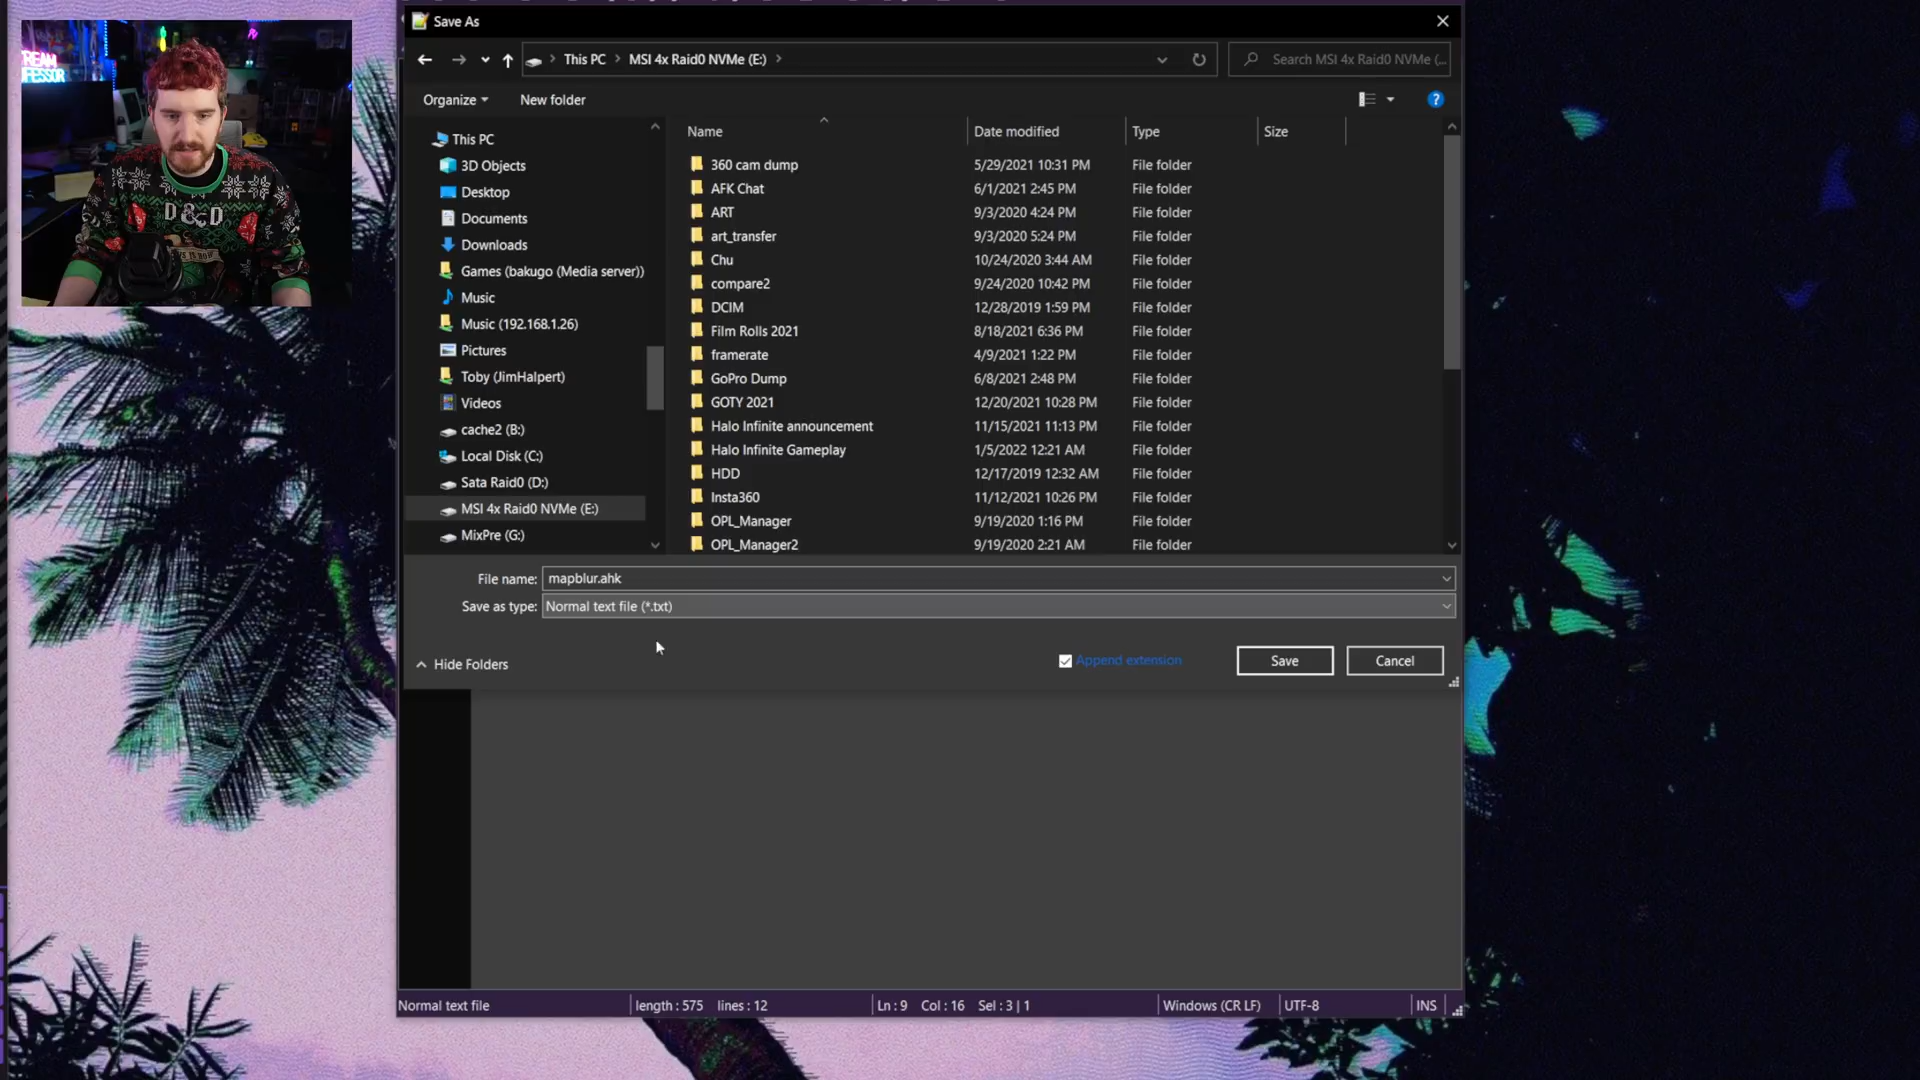 Save As
This PC
MSI 4x Raid0 NVMe (E:)
Search MSI 4x Raid0 NVMe (...
Organize
New folder
?
This PC
3D Objects
Desktop
Documents
Downloads
Games (bakugo (Media server))
Music
Music (192.168.1.26)
Pictures
Toby (JimHalpert)
Videos
cache2 (B:)
Local Disk (C:)
Sata Raid0 (D:)
MSI 4x Raid0 NVMe (E:)
MixPre (G:)
Name Date modified Type Size
360 cam dump 5/29/2021 10:31 PM File folder
AFK Chat 6/1/2021 2:45 PM File folder
ART 9/3/2020 4:24 PM File folder
art_transfer 9/3/2020 5:24 PM File folder
Chu 10/24/2020 3:44 AM File folder
compare2 9/24/2020 10:42 PM File folder
DCIM 12/28/2019 1:59 PM File folder
Film Rolls 2021 8/18/2021 6:36 PM File folder
framerate 4/9/2021 1:22 PM File folder
GoPro Dump 6/8/2021 2:48 PM File folder
GOTY 2021 12/20/2021 10:28 PM File folder
Halo Infinite announcement 11/15/2021 11:13 PM File folder
Halo Infinite Gameplay 1/5/2022 12:21 AM File folder
HDD 12/17/2019 12:32 AM File folder
Insta360 11/12/2021 10:26 PM File folder
OPL_Manager 9/19/2020 1:16 PM File folder
OPL_Manager2 9/19/2020 2:21 AM File folder
File name: mapblur.ahk
Save as type: Normal text file (*.txt)
Hide Folders
Append extension
Save
Cancel
Normal text file length : 575 lines : 12 Ln : 9 Col : 16 Sel : 3 | 1 Windows (CR LF) UTF-8 INS
D&D